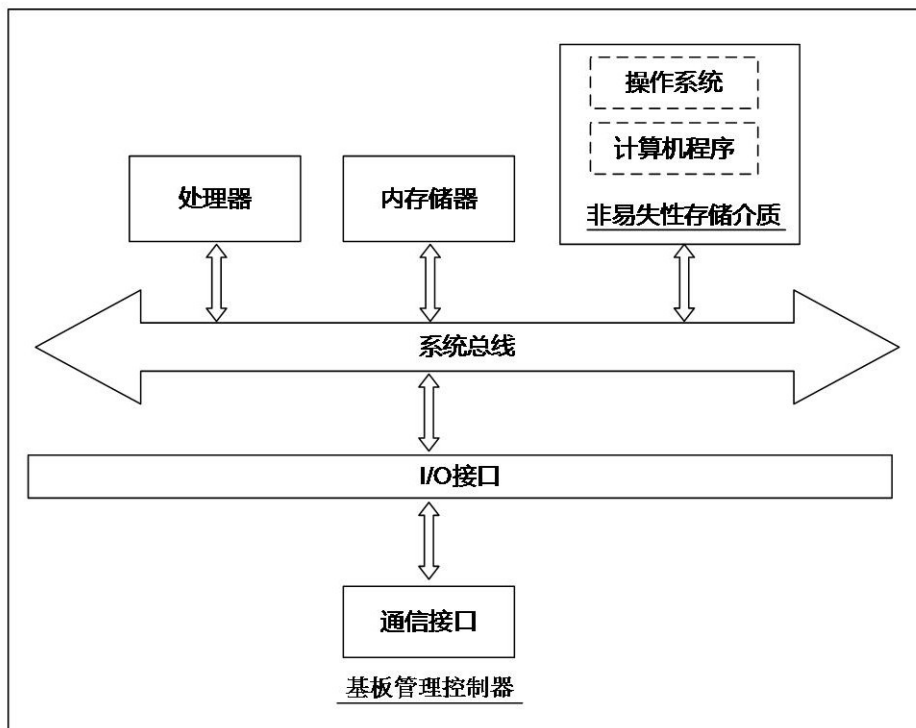 操作系统
计算机程序
非易失性存储介质
处理器
内存储器
系统总线
I/O接口
通信接口
基板管理控制器